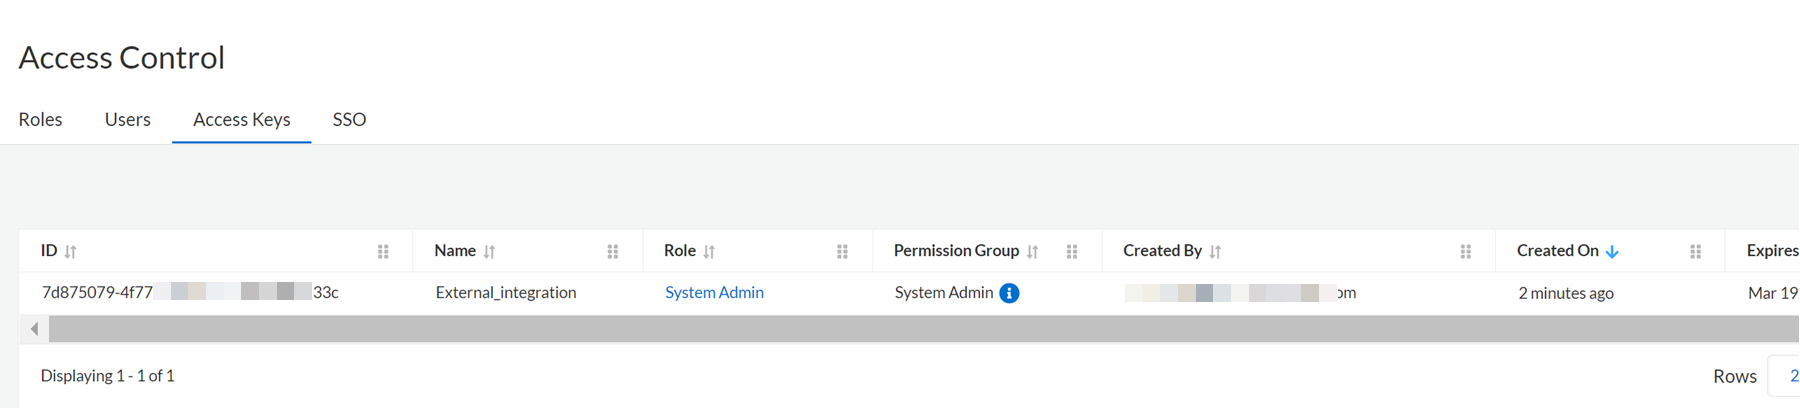 Access Control
Roles Users Access Keys SSO
ID Name Role Permission Group Created By Created On Expires
7d875079-4f77 33c External_integration System Admin System Admin om 2 minutes ago Mar 19
Displaying 1 - 1 of 1 Rows 2